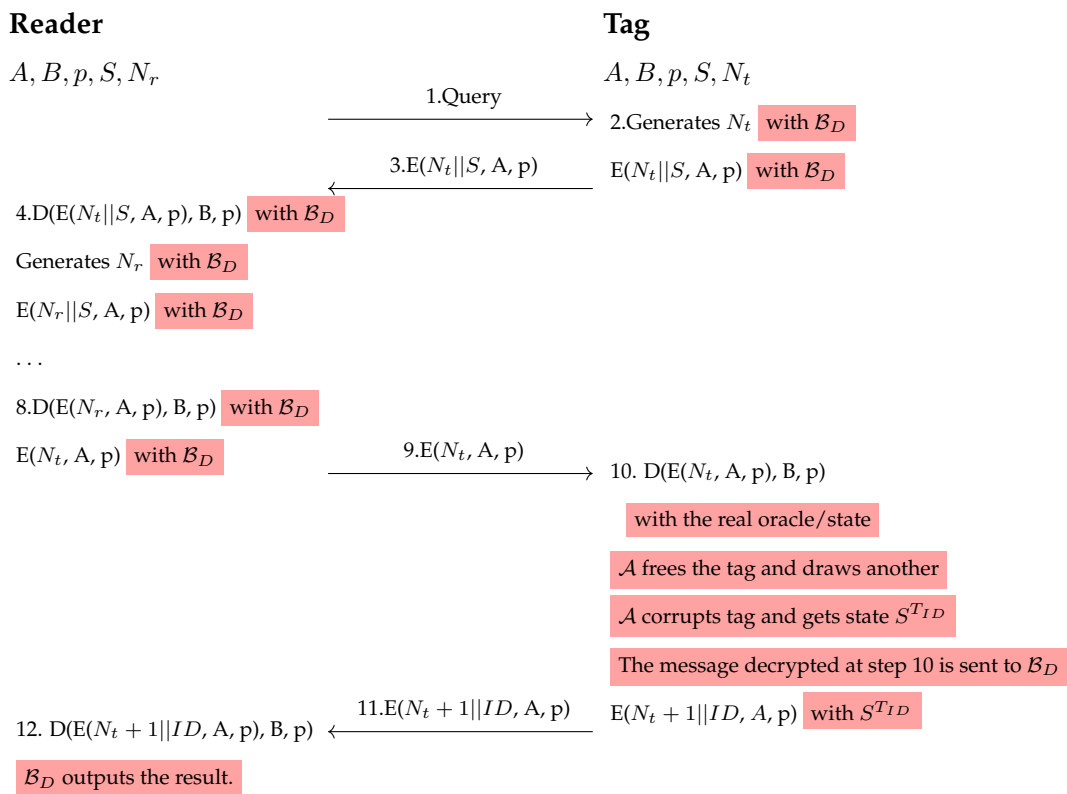 Reader Tag
A, B, p, S, N_r A, B, p, S, N_t
1.Query
2.Generates N_t with 𝓑_D
3.E(N_t||S, A, p) E(N_t||S, A, p) with 𝓑_D
4.D(E(N_t||S, A, p), B, p) with 𝓑_D
Generates N_r with 𝓑_D
E(N_r||S, A, p) with 𝓑_D
. . .
8.D(E(N_r, A, p), B, p) with 𝓑_D
E(N_t, A, p) with 𝓑_D 9.E(N_t, A, p)
10. D(E(N_t, A, p), B, p)
with the real oracle/state
𝒜 frees the tag and draws another
𝒜 corrupts tag and gets state S^{T_{ID}}
The message decrypted at step 10 is sent to 𝓑_D
11.E(N_t + 1||ID, A, p) E(N_t + 1||ID, A, p) with S^{T_{ID}}
12. D(E(N_t + 1||ID, A, p), B, p)
𝓑_D outputs the result.